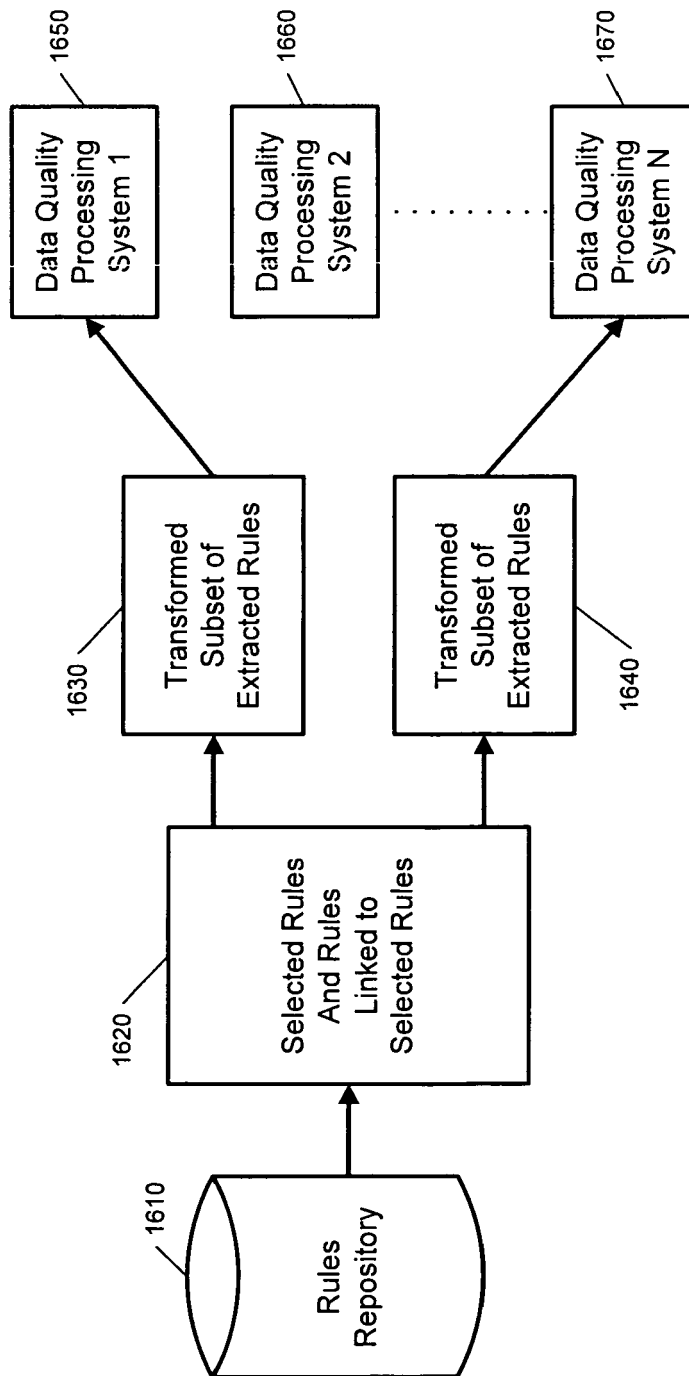 1610
Rules
Repository
1620
Selected Rules
And Rules
Linked to
Selected Rules
1630
Transformed
Subset of
Extracted Rules
Transformed
Subset of
Extracted Rules
1640
Data Quality
Processing
System 1
1650
Data Quality
Processing
System 2
1660
Data Quality
Processing
System N
1670